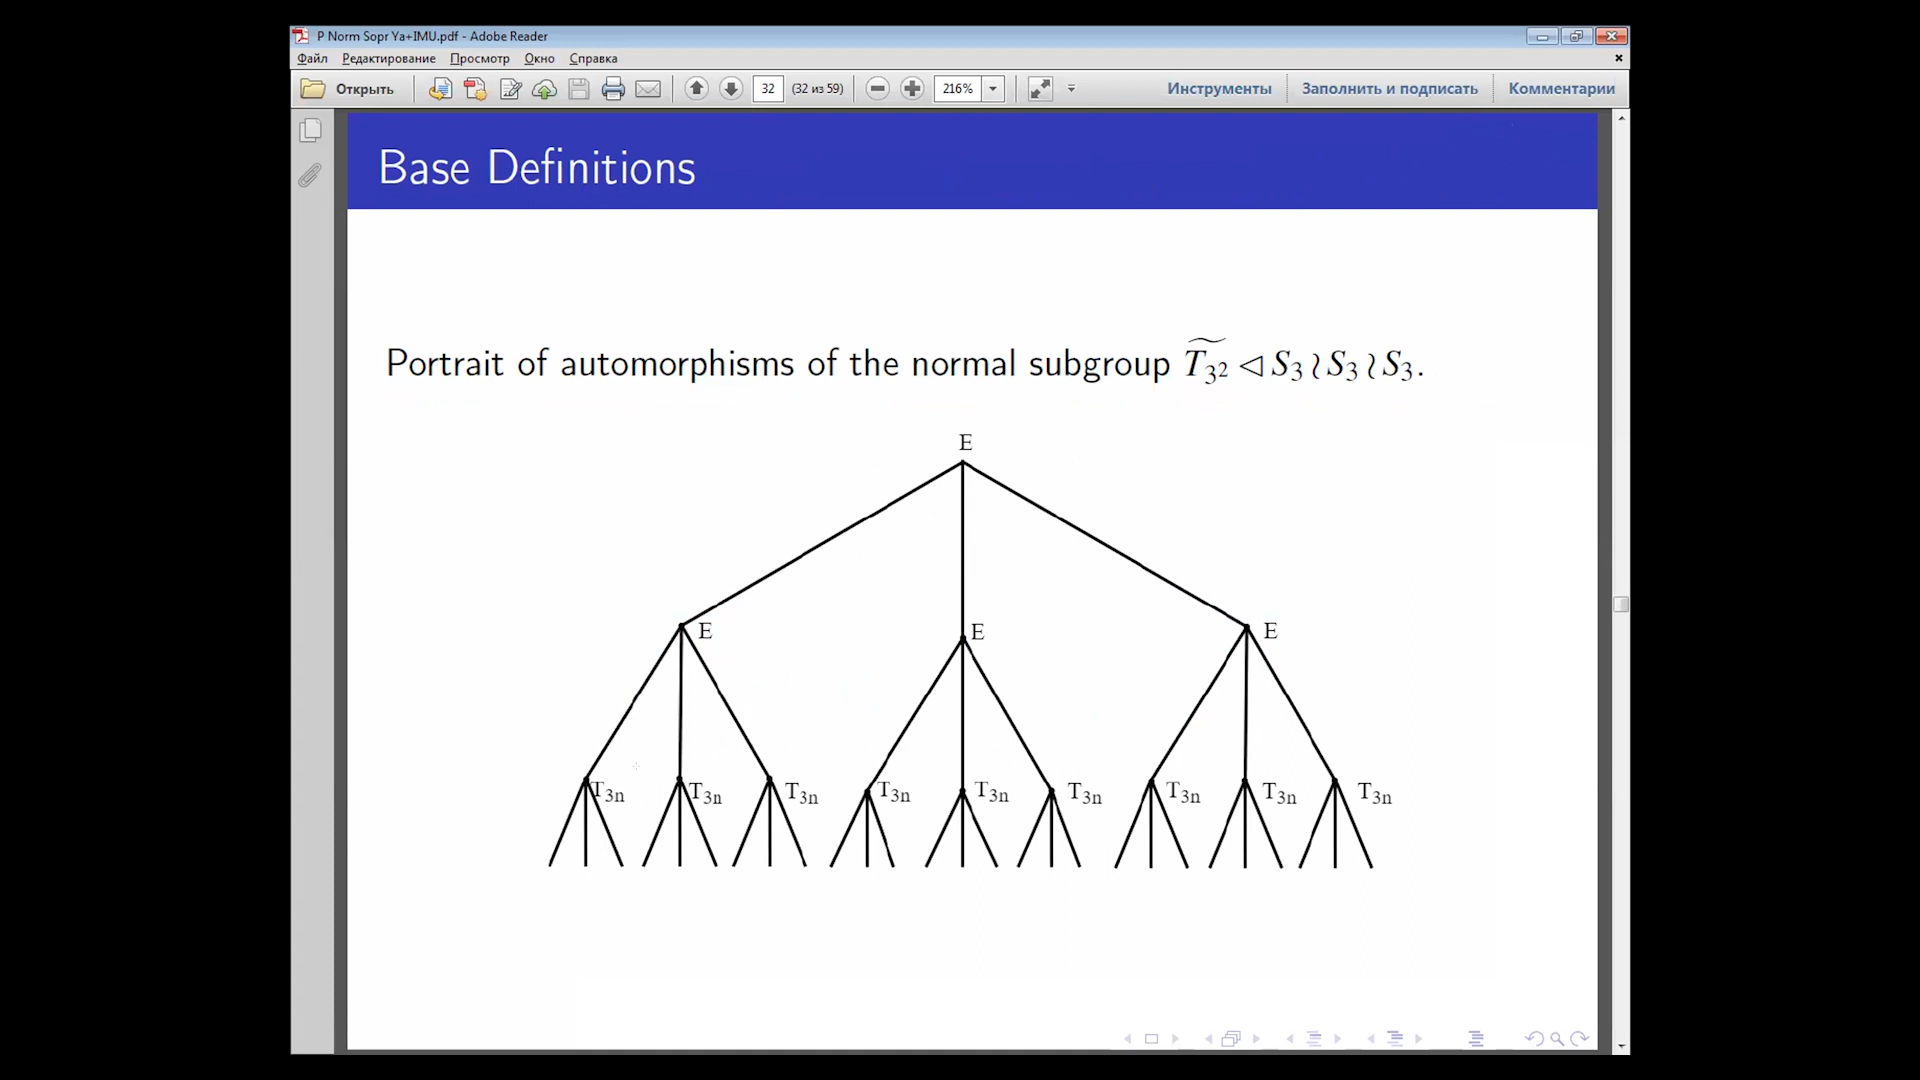 P Norm Sopr Ya+IMU.pdf - Adobe Reader
Файл Редактирование Просмотр Окно Справка
Открыть 32 (32 из 59) 216% Инструменты Заполнить и подписать Комментарии
Base Definitions
Portrait of automorphisms of the normal subgroup T̃₃² ◁ S₃ ≀ S₃ ≀ S₃.
E
E E E
T₃ₙ T₃ₙ T₃ₙ T₃ₙ T₃ₙ T₃ₙ T₃ₙ T₃ₙ T₃ₙ